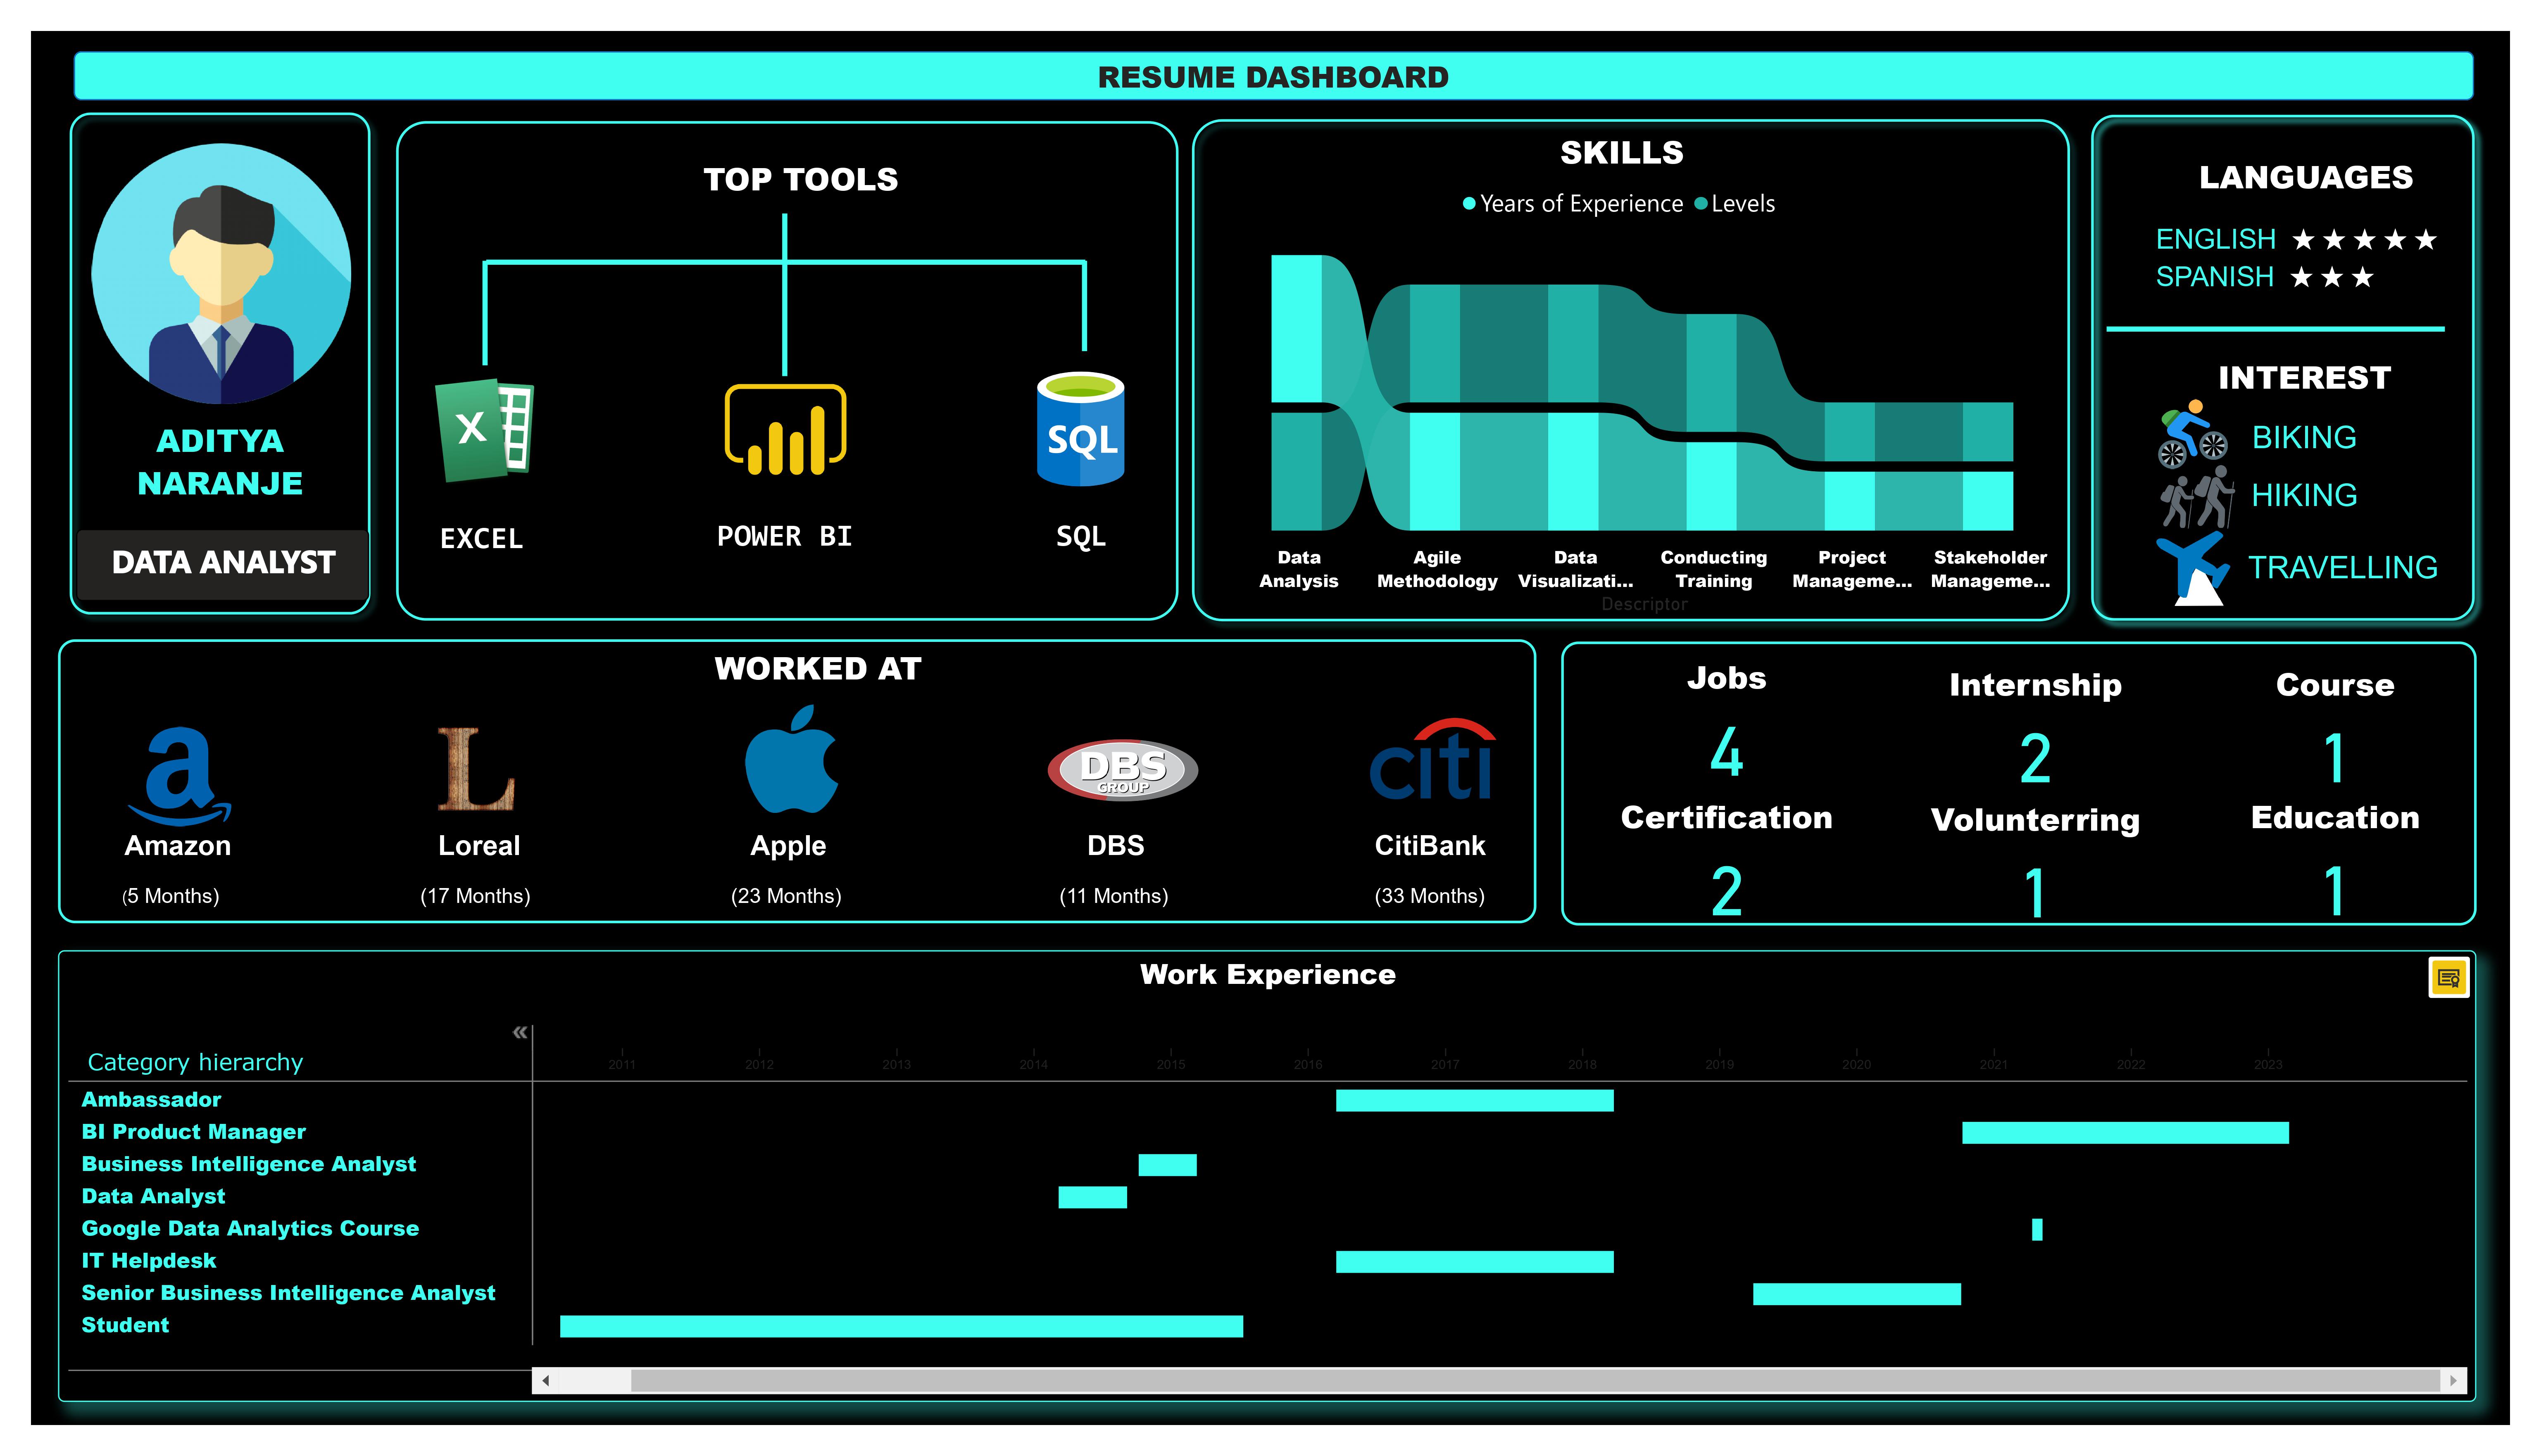 RESUME DASHBOARD
ADITYA
NARANJE
DATA ANALYST
TOP TOOLS
X
SQL
EXCEL
POWER BI
SQL
SKILLS
Years of Experience
Levels
Data
Analysis
Agile
Methodology
Data
Visualizati...
Conducting
Training
Project
Manageme...
Stakeholder
Manageme...
Descriptor
LANGUAGES
ENGLISH ★ ★ ★ ★ ★
SPANISH ★ ★ ★
INTEREST
BIKING
HIKING
TRAVELLING
WORKED AT
a
Amazon
(5 Months)
L
Loreal
(17 Months)
Apple
(23 Months)
DBS
GROUP
DBS
(11 Months)
citi
CitiBank
(33 Months)
Jobs
4
Internship
2
Course
1
Certification
2
Volunterring
1
Education
1
Work Experience
«
Category hierarchy
2011 2012 2013 2014 2015 2016 2017 2018 2019 2020 2021 2022 2023
Ambassador
BI Product Manager
Business Intelligence Analyst
Data Analyst
Google Data Analytics Course
IT Helpdesk
Senior Business Intelligence Analyst
Student